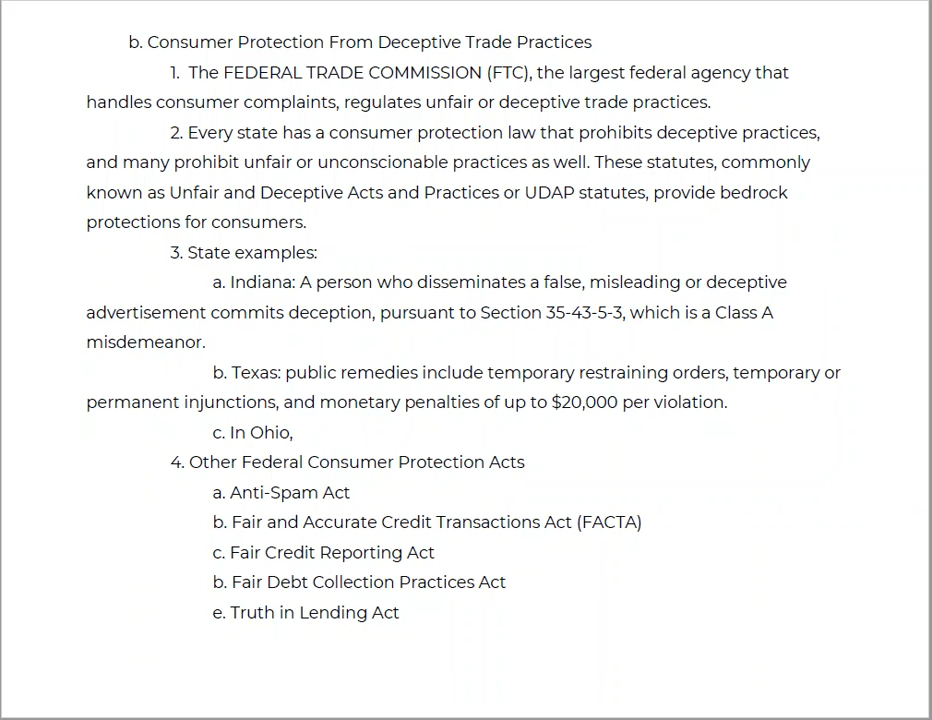 b. Consumer Protection From Deceptive Trade Practices
1. The FEDERAL TRADE COMMISSION (FTC), the largest federal agency that
handles consumer complaints, regulates unfair or deceptive trade practices.
2. Every state has a consumer protection law that prohibits deceptive practices,
and many prohibit unfair or unconscionable practices as well. These statutes, commonly
known as Unfair and Deceptive Acts and Practices or UDAP statutes, provide bedrock
protections for consumers.
3. State examples:
a. Indiana: A person who disseminates a false, misleading or deceptive
advertisement commits deception, pursuant to Section 35-43-5-3, which is a Class A
misdemeanor.
b. Texas: public remedies include temporary restraining orders, temporary or
permanent injunctions, and monetary penalties of up to $20,000 per violation.
c. In Ohio,
4. Other Federal Consumer Protection Acts
a. Anti-Spam Act
b. Fair and Accurate Credit Transactions Act (FACTA)
c. Fair Credit Reporting Act
b. Fair Debt Collection Practices Act
e. Truth in Lending Act